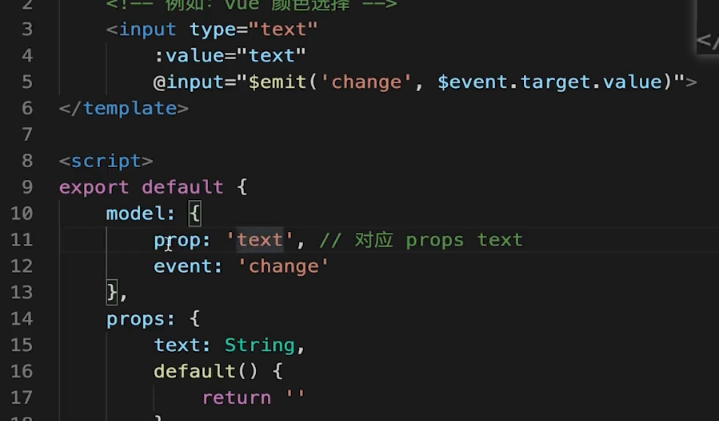 2 <!-- 例如：vue 颜色选择 -->
3 <input type="text"
4 :value="text"
5 @input="$emit('change', $event.target.value)">
6 </template>
7
8 <script>
9 export default {
10 model: {
11 prop: 'text', // 对应 props text
12 event: 'change'
13 },
14 props: {
15 text: String,
16 default() {
17 return ''